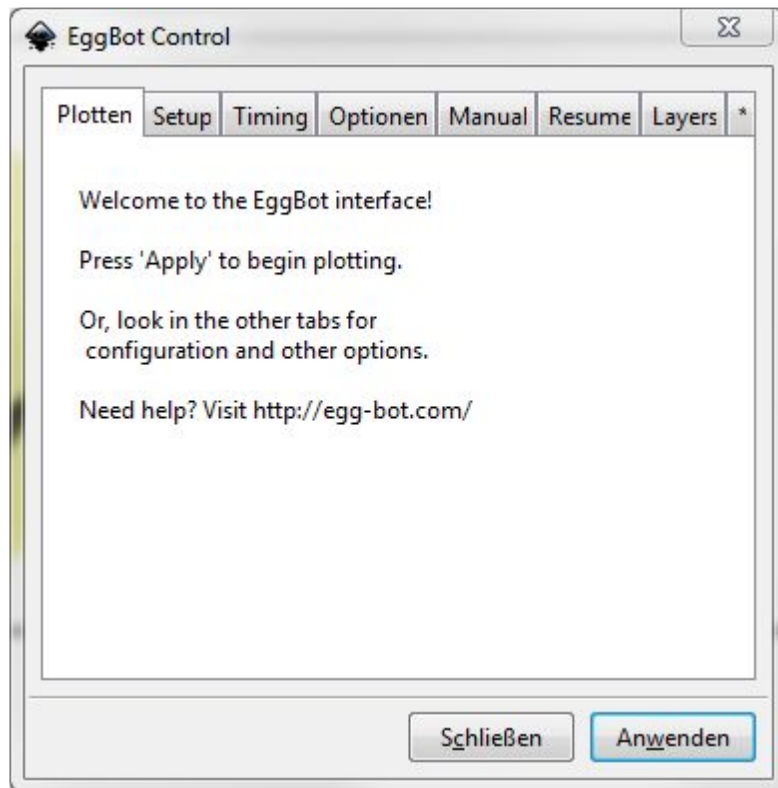 EggBot Control
Plotten Setup Timing Optionen Manual Resume Layers *
Welcome to the EggBot interface!
Press 'Apply' to begin plotting.
Or, look in the other tabs for
configuration and other options.
Need help? Visit http://egg-bot.com/
Schließen Anwenden